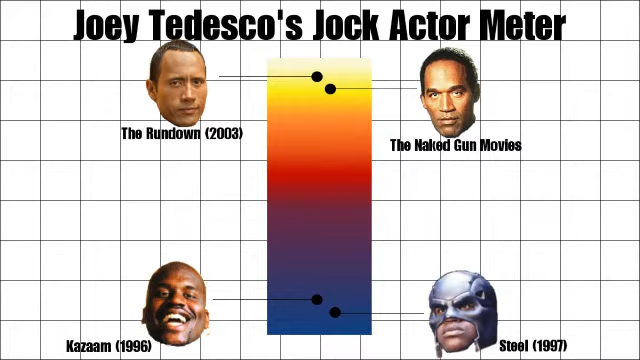 Joey Tedesco's Jock Actor Meter
The Rundown (2003)
The Naked Gun Movies
Kazaam (1996)
Steel (1997)